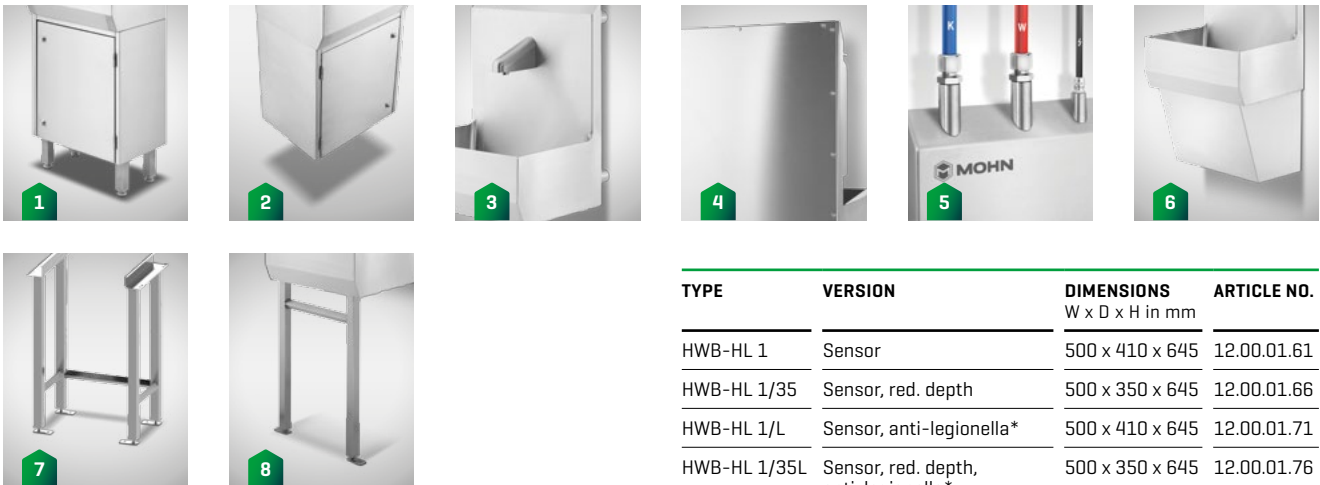 1
2
3
4
K W
5
MOHN
6
7
8
TYPE VERSION DIMENSIONS ARTICLE NO.
W x D x H in mm
HWB-HL 1 Sensor 500 x 410 x 645 12.00.01.61
HWB-HL 1/35 Sensor, red. depth 500 x 350 x 645 12.00.01.66
HWB-HL 1/L Sensor, anti-legionella* 500 x 410 x 645 12.00.01.71
HWB-HL 1/35L Sensor, red. depth, 500 x 350 x 645 12.00.01.76